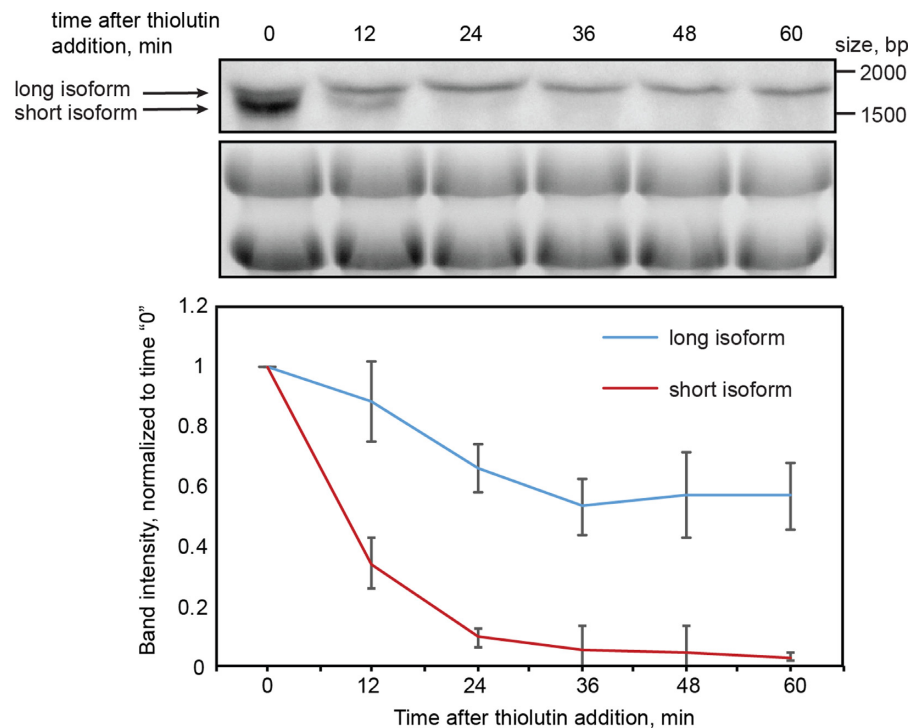 time after thiolutin
addition, min
0 12 24 36 48 60
size, bp
long isoform
short isoform
2000
1500
Band intensity, normalized to time “0”
1.2
1
0.8
0.6
0.4
0.2
0
long isoform
short isoform
0 12 24 36 48 60
Time after thiolutin addition, min